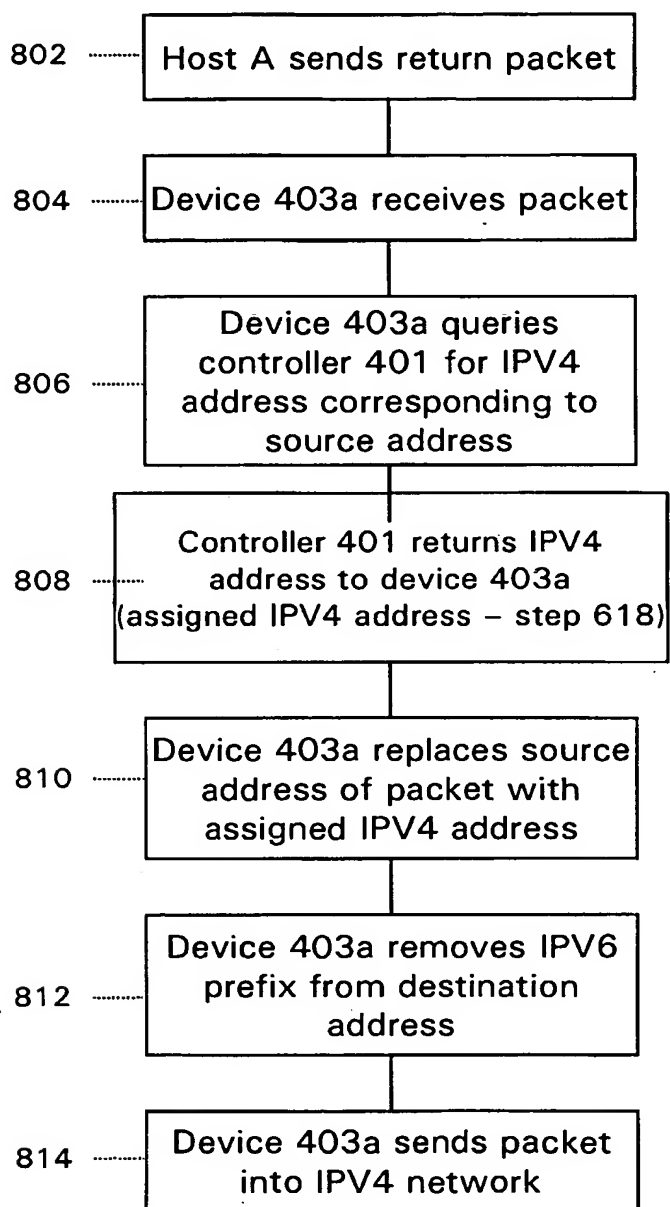 802
Host A sends return packet
804
Device 403a receives packet
806
Device 403a queries
controller 401 for IPV4
address corresponding to
source address
808
Controller 401 returns IPV4
address to device 403a
(assigned IPV4 address – step 618)
810
Device 403a replaces source
address of packet with
assigned IPV4 address
812
Device 403a removes IPV6
prefix from destination
address
814
Device 403a sends packet
into IPV4 network